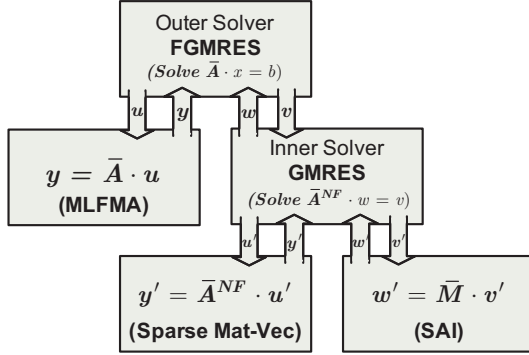 Outer Solver
FGMRES
(Solve Ā · x = b)
u y w v
y = Ā · u
(MLFMA)
Inner Solver
GMRES
(Solve Ā^NF · w = v)
u′ y′ w′ v′
y′ = Ā^NF · u′
(Sparse Mat-Vec)
w′ = M̄ · v′
(SAI)